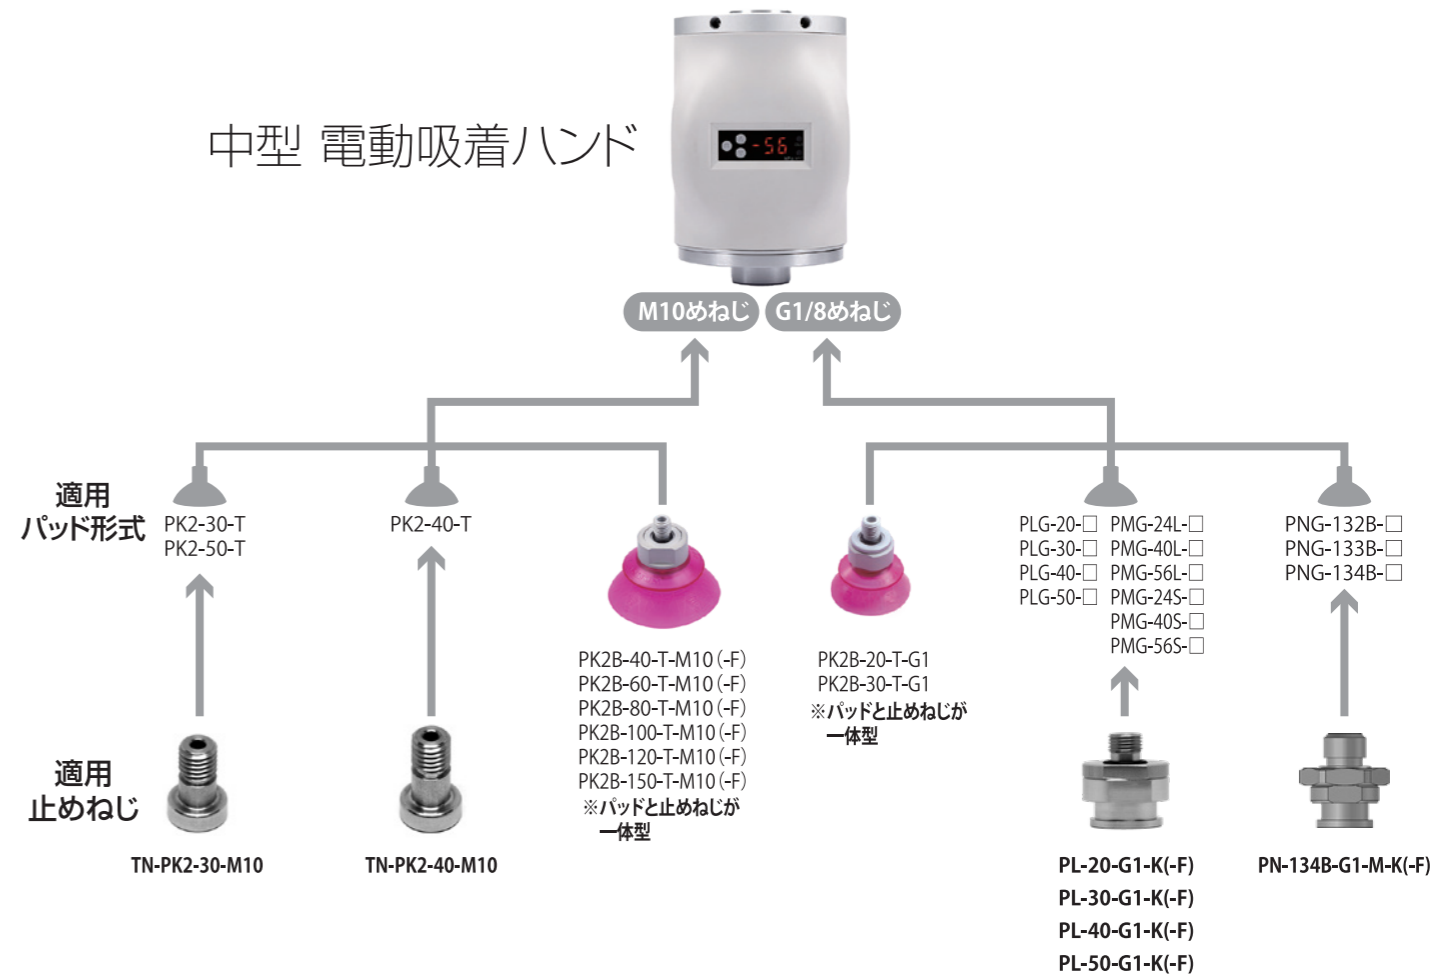 中型 電動吸着ハンド
-56
M10めねじ
G1/8めねじ
適用
パッド形式
PK2-30-T
PK2-50-T
PK2-40-T
PK2B-40-T-M10（-F）
PK2B-60-T-M10（-F）
PK2B-80-T-M10（-F）
PK2B-100-T-M10（-F）
PK2B-120-T-M10（-F）
PK2B-150-T-M10（-F）
※パッドと止めねじが
一体型
PK2B-20-T-G1
PK2B-30-T-G1
※パッドと止めねじが
一体型
PLG-20-□
PLG-30-□
PLG-40-□
PLG-50-□
PMG-24L-□
PMG-40L-□
PMG-56L-□
PMG-24S-□
PMG-40S-□
PMG-56S-□
PNG-132B-□
PNG-133B-□
PNG-134B-□
適用
止めねじ
TN-PK2-30-M10
TN-PK2-40-M10
PL-20-G1-K(-F)
PL-30-G1-K(-F)
PL-40-G1-K(-F)
PL-50-G1-K(-F)
PN-134B-G1-M-K(-F)